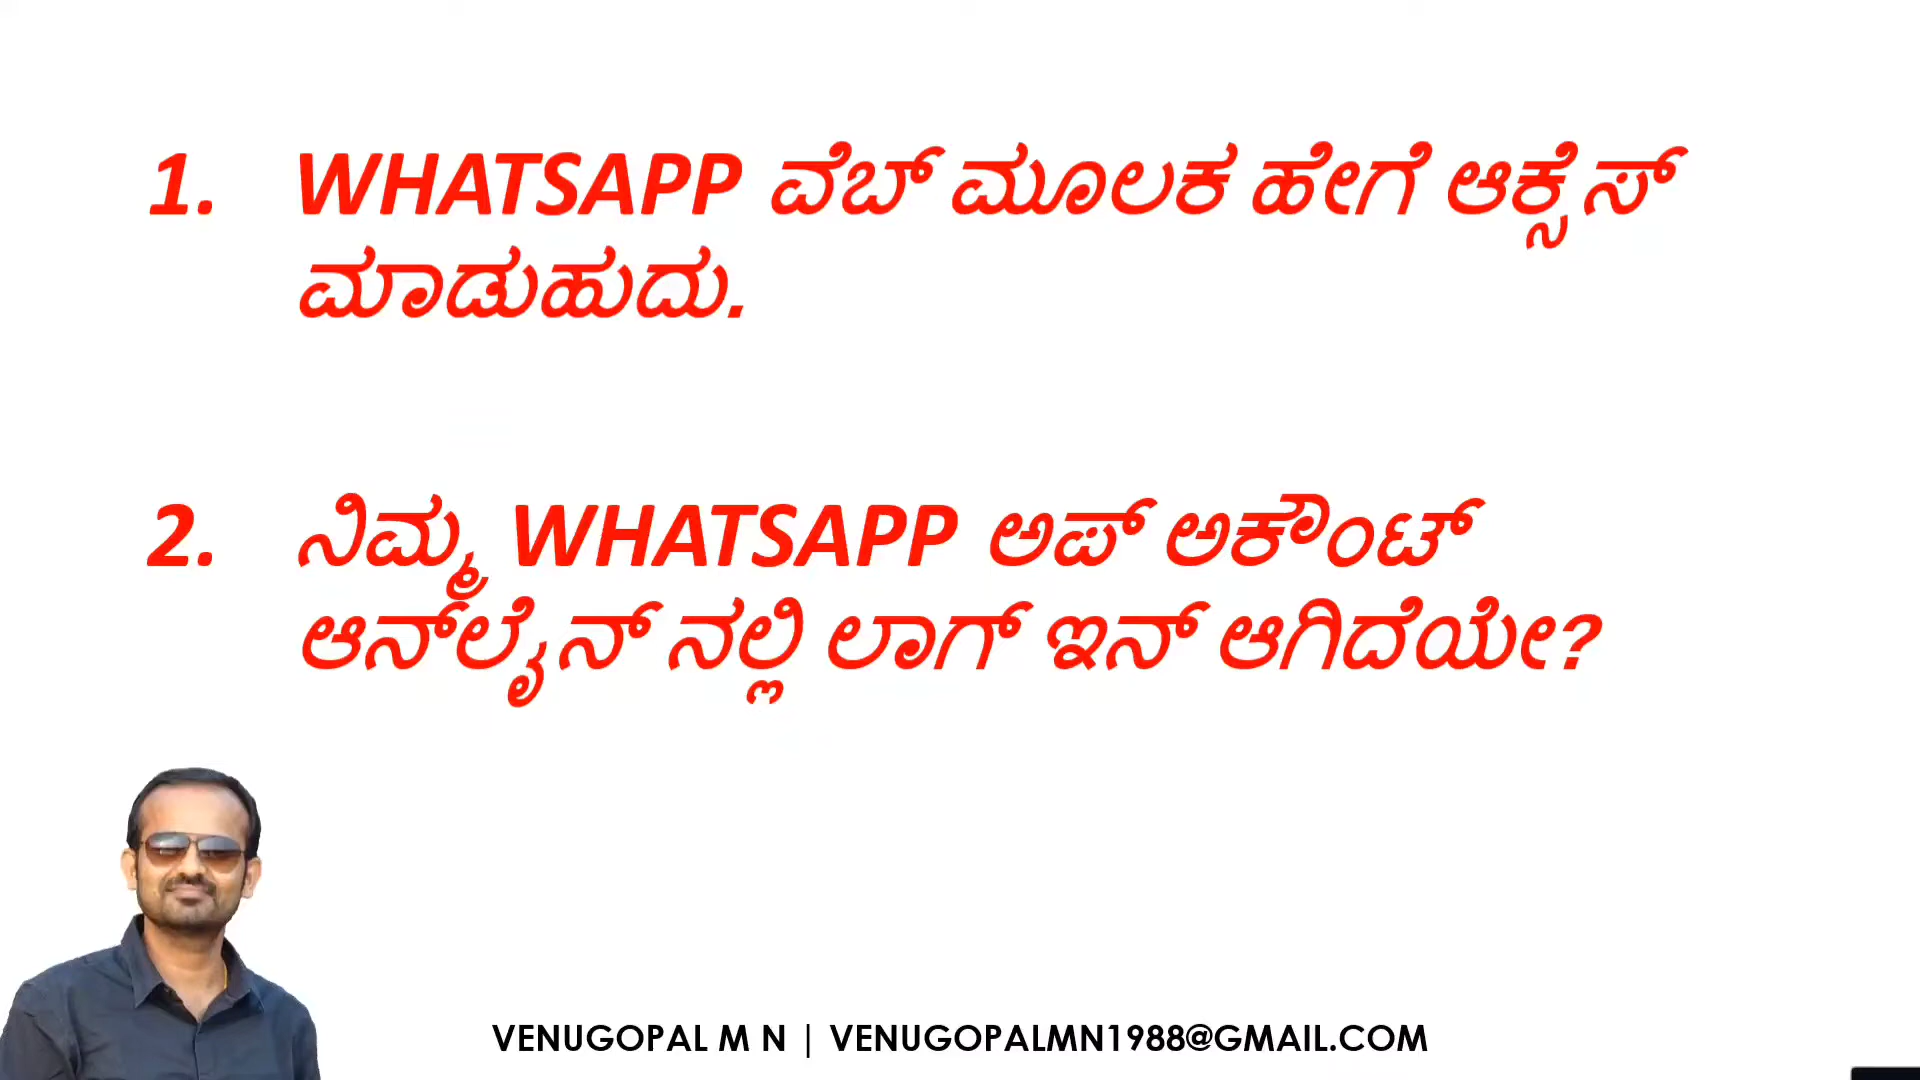 1. WHATSAPP ವೆಬ್ ಮೂಲಕ ಹೇಗೆ ಆಕ್ಸೆಸ್
ಮಾಡುಹುದು.
2. ನಿಮ್ಮ WHATSAPP ಅಪ್ ಅಕೌಂಟ್
ಆನ್‌ಲೈನ್ ನಲ್ಲಿ ಲಾಗ್ ಇನ್ ಆಗಿದೆಯೇ?
VENUGOPAL M N | VENUGOPALMN1988@GMAIL.COM